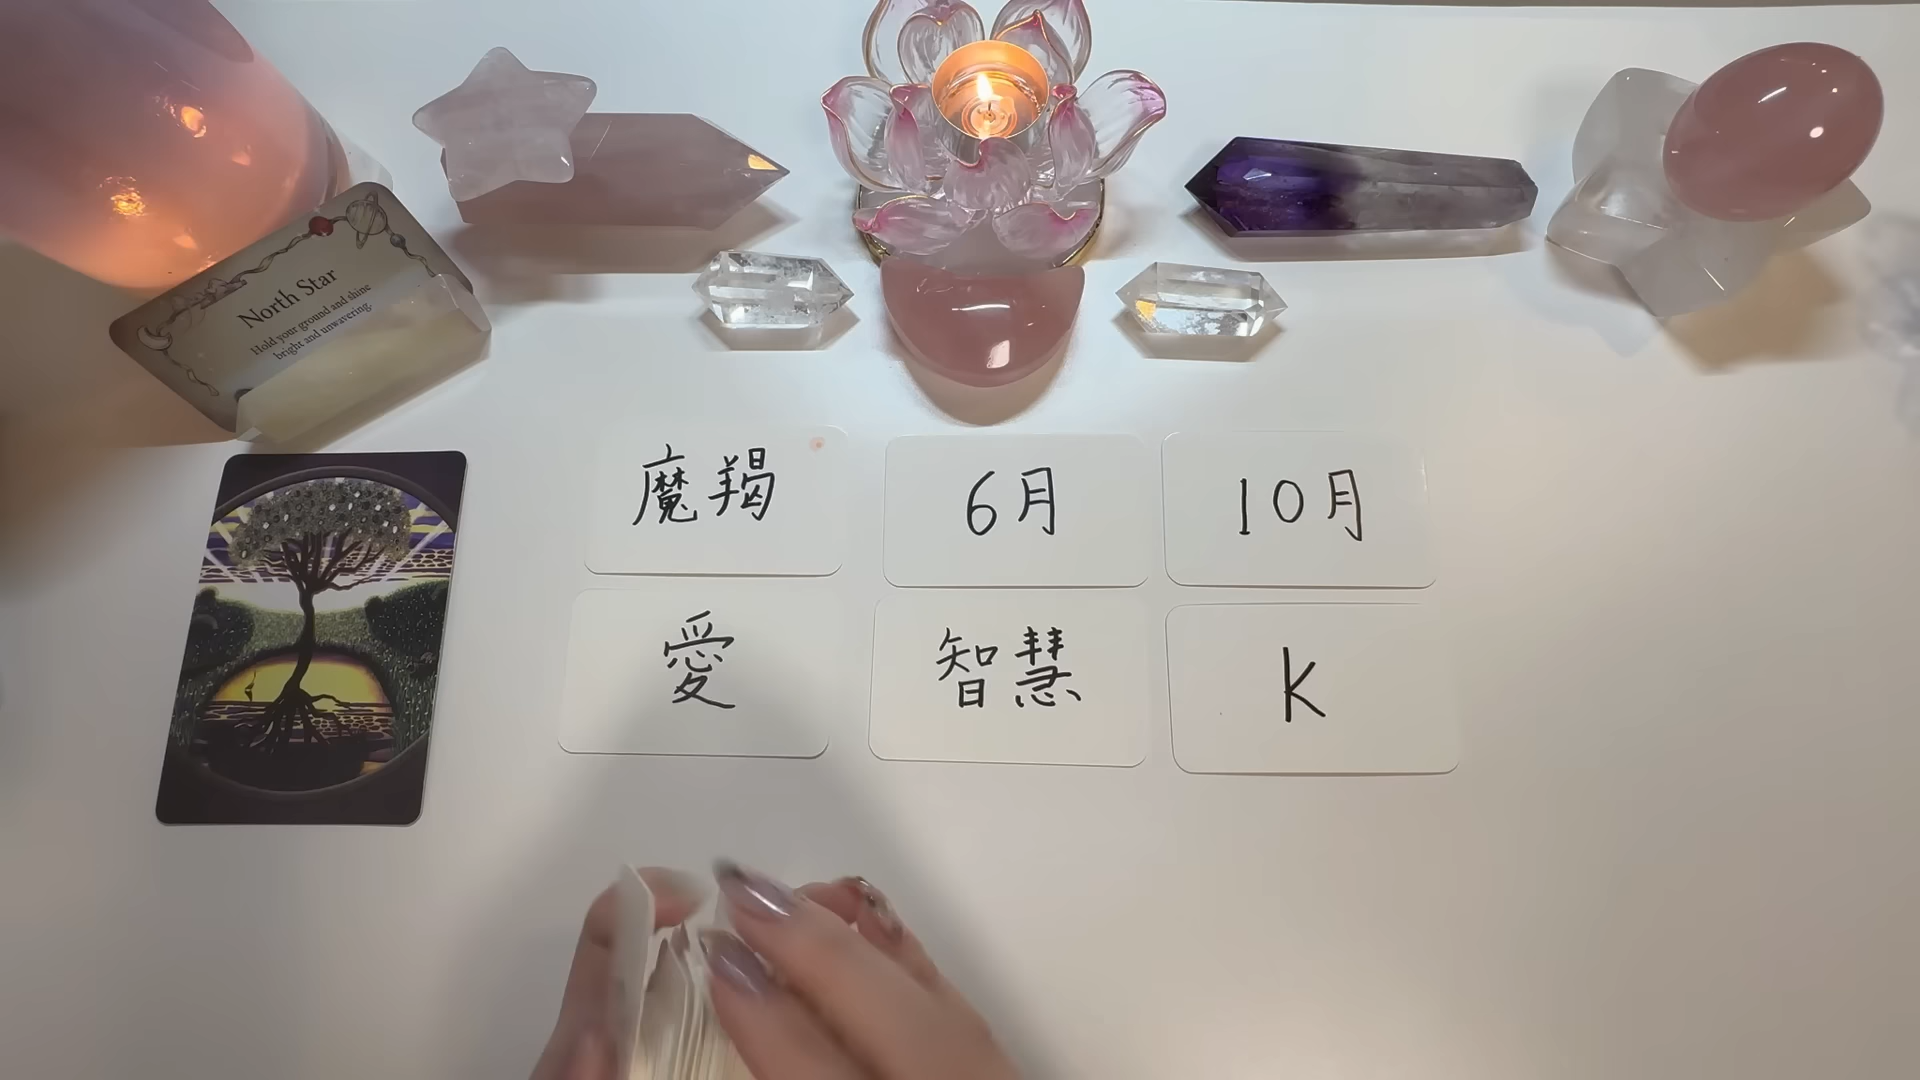 North Star
Hold your ground and shine
bright and unwavering.
魔羯
6月
10月
愛
智慧
K